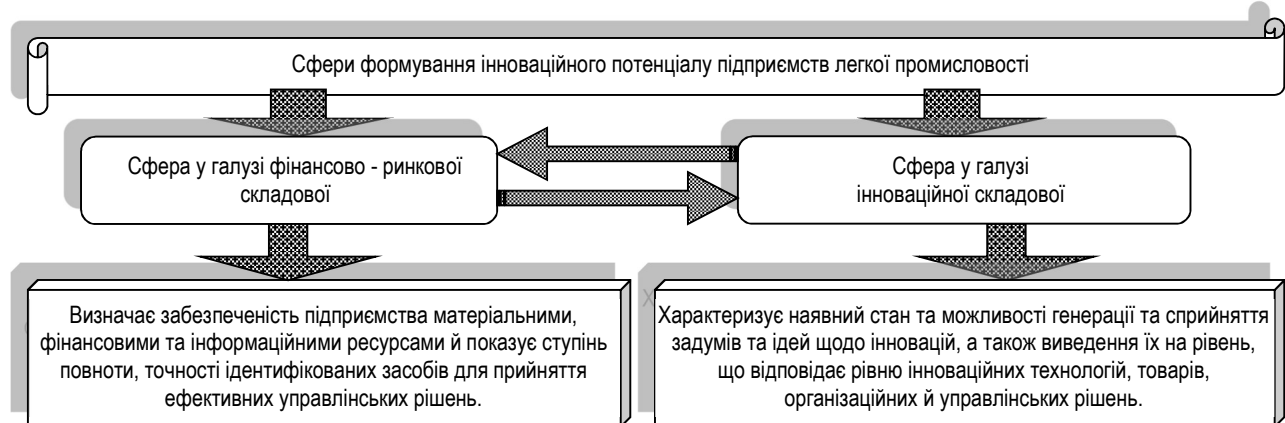 Сфери формування інноваційного потенціалу підприємств легкої промисловості
Сфера у галузі фінансово - ринкової
складової
Сфера у галузі
інноваційної складової
Визначає забезпеченість підприємства матеріальними,
фінансовими та інформаційними ресурсами й показує ступінь
повноти, точності ідентифікованих засобів для прийняття
ефективних управлінських рішень.
Характеризує наявний стан та можливості генерації та сприйняття
задумів та ідей щодо інновацій, а також виведення їх на рівень,
що відповідає рівню інноваційних технологій, товарів,
організаційних й управлінських рішень.